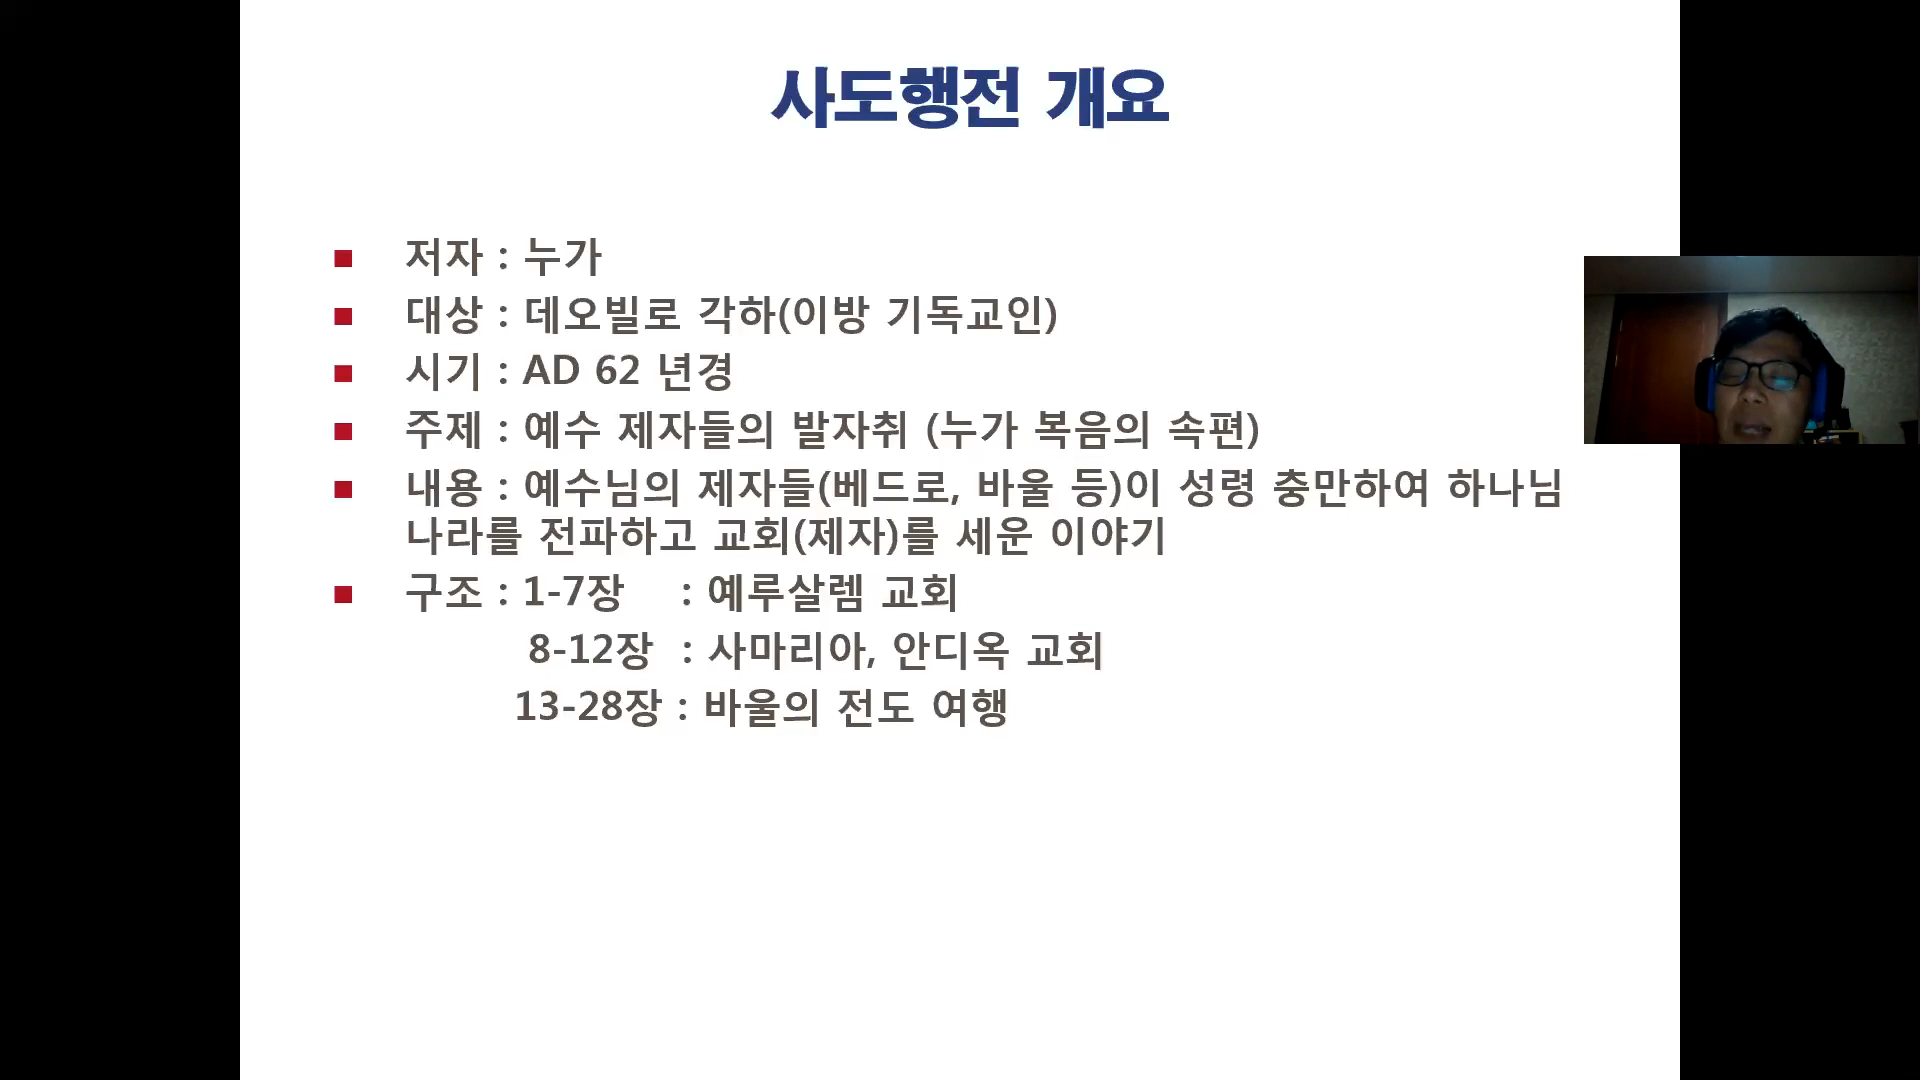 사도행전 개요
■ 저자 : 누가
■ 대상 : 데오빌로 각하(이방 기독교인)
■ 시기 : AD 62 년경
■ 주제 : 예수 제자들의 발자취 (누가 복음의 속편)
■ 내용 : 예수님의 제자들(베드로, 바울 등)이 성령 충만하여 하나님
나라를 전파하고 교회(제자)를 세운 이야기
■ 구조 : 1-7장 : 예루살렘 교회
8-12장 : 사마리아, 안디옥 교회
13-28장 : 바울의 전도 여행